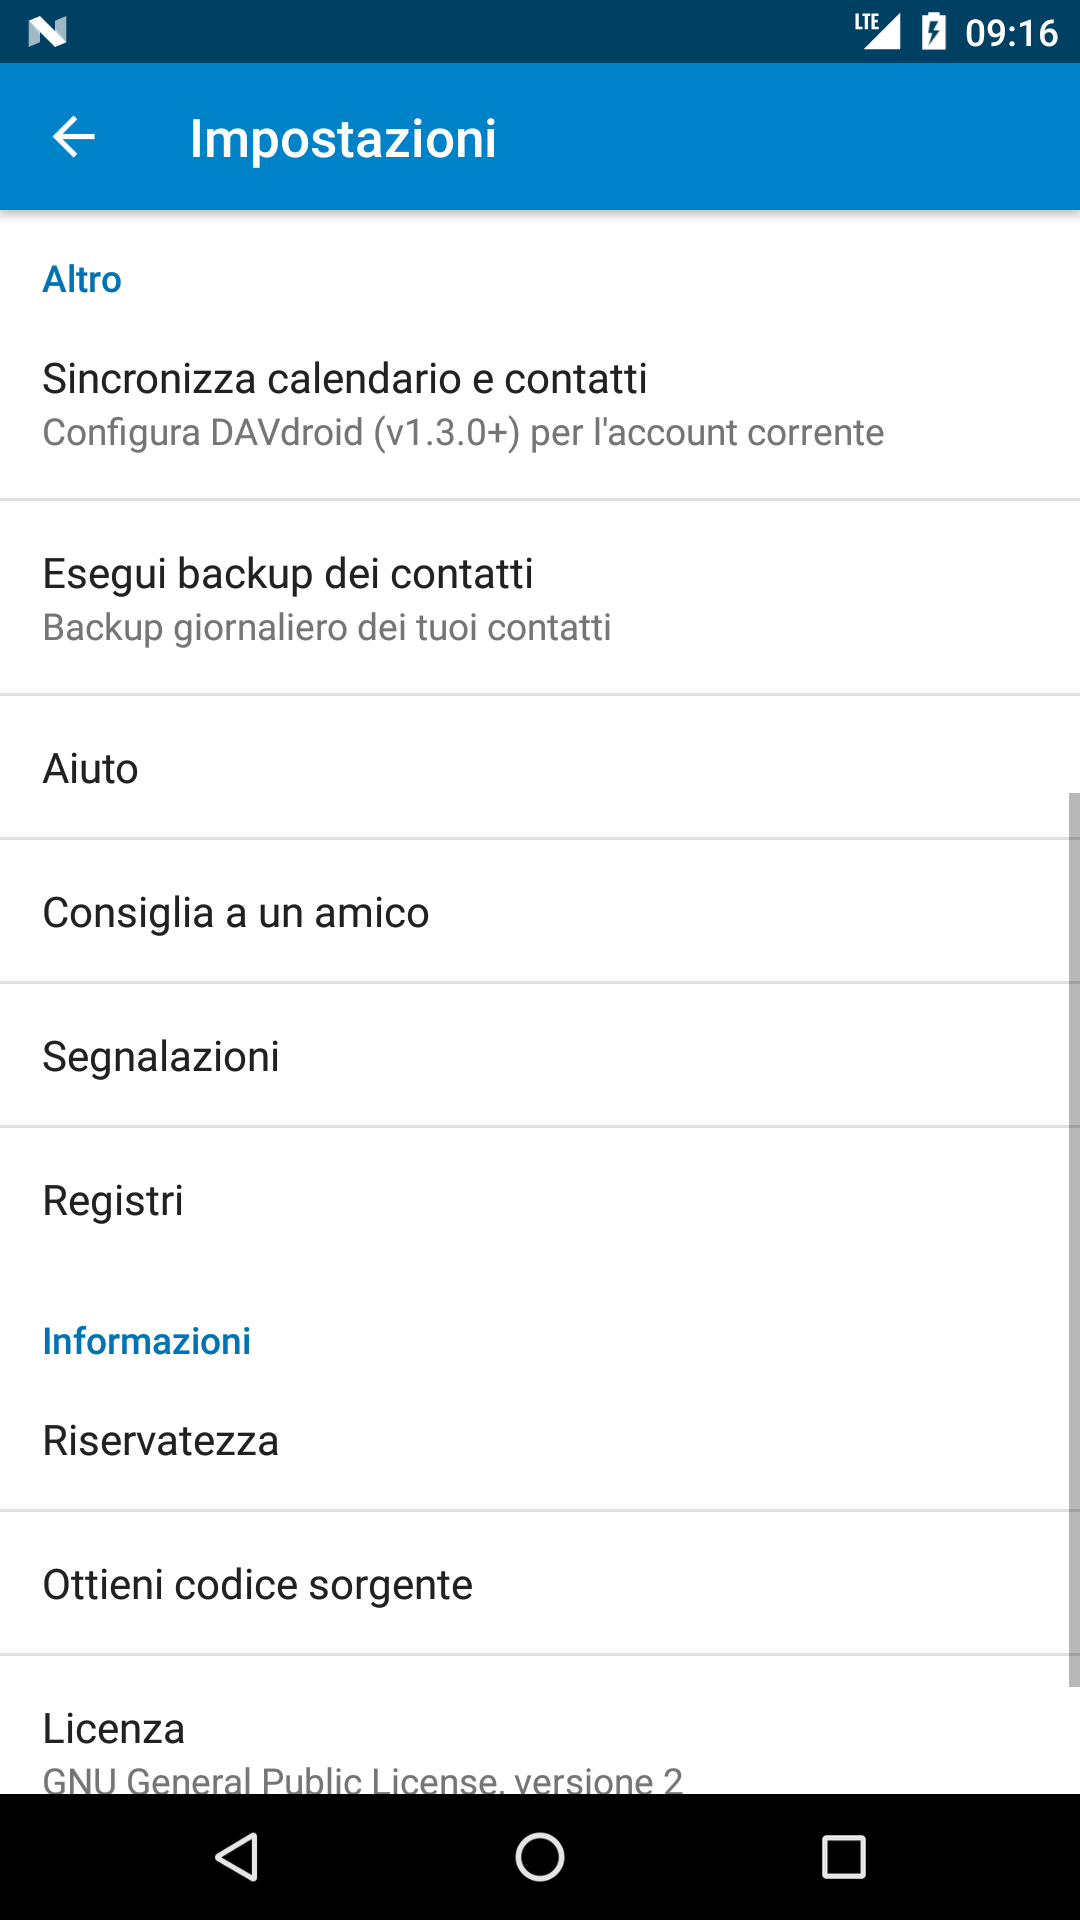 LTE 09:16
Impostazioni
Altro
Sincronizza calendario e contatti
Configura DAVdroid (v1.3.0+) per l'account corrente
Esegui backup dei contatti
Backup giornaliero dei tuoi contatti
Aiuto
Consiglia a un amico
Segnalazioni
Registri
Informazioni
Riservatezza
Ottieni codice sorgente
Licenza
GNU General Public License, versione 2